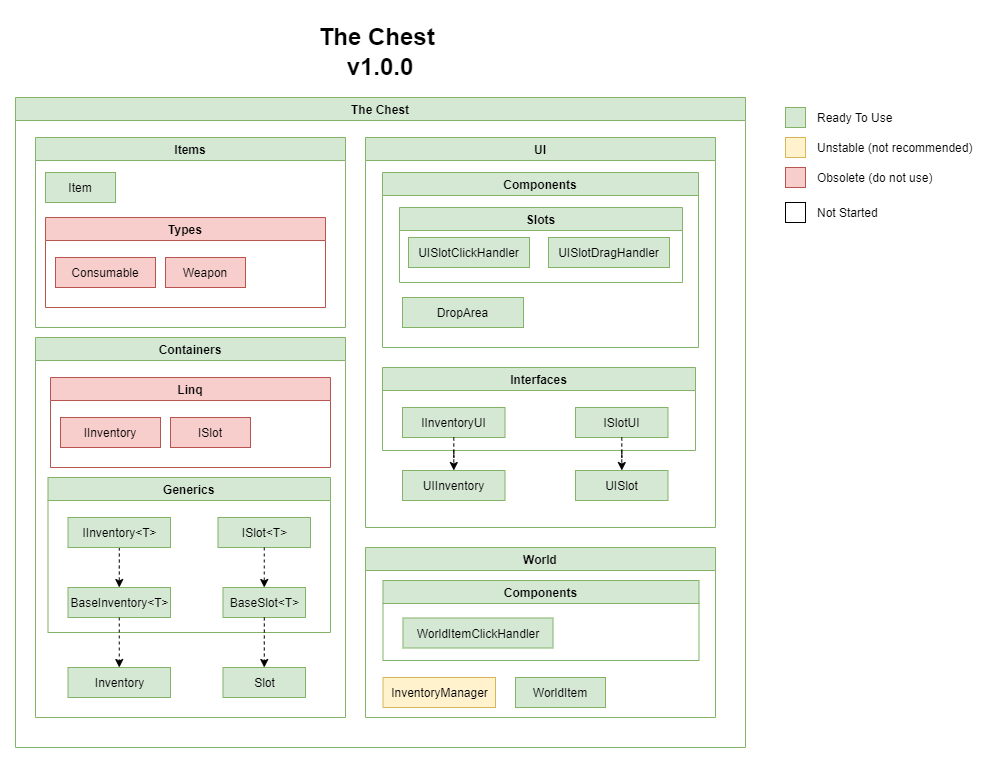 The Chest
v1.0.0
The Chest
Items
Item
Types
Consumable
Weapon
Containers
Linq
IInventory
ISlot
Generics
IInventory<T>
ISlot<T>
BaseInventory<T>
BaseSlot<T>
Inventory
Slot
UI
Components
Slots
UISlotClickHandler
UISlotDragHandler
DropArea
Interfaces
IInventoryUI
ISlotUI
UIInventory
UISlot
World
Components
WorldItemClickHandler
InventoryManager
WorldItem
Ready To Use
Unstable (not recommended)
Obsolete (do not use)
Not Started